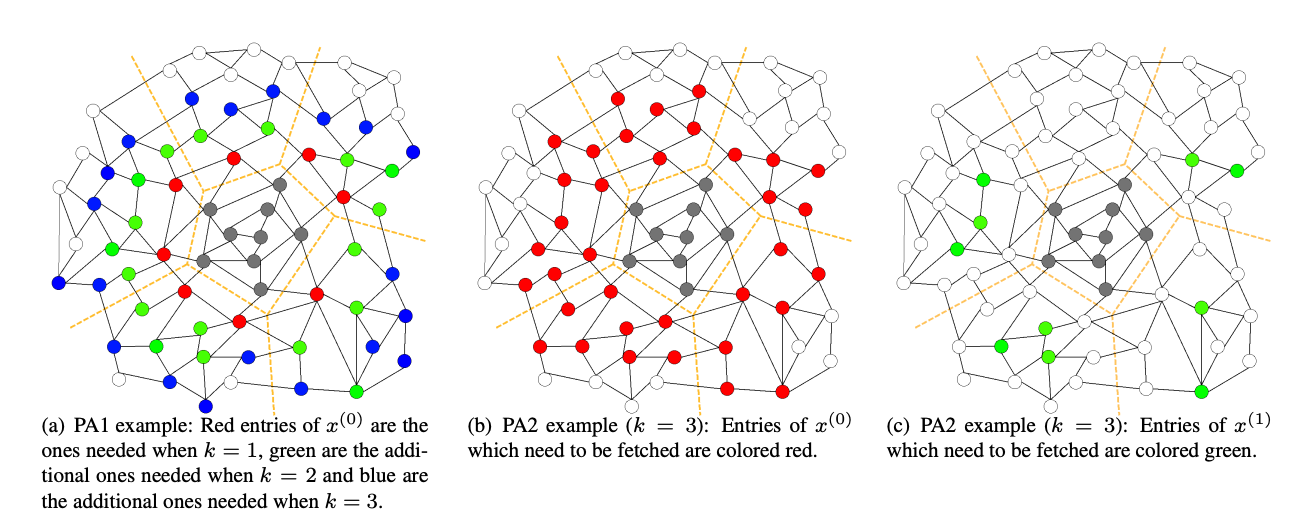 (a) PA1 example: Red entries of x^(0) are the
ones needed when k = 1, green are the addi-
tional ones needed when k = 2 and blue are
the additional ones needed when k = 3.
(b) PA2 example (k = 3): Entries of x^(0)
which need to be fetched are colored red.
(c) PA2 example (k = 3): Entries of x^(1)
which need to be fetched are colored green.